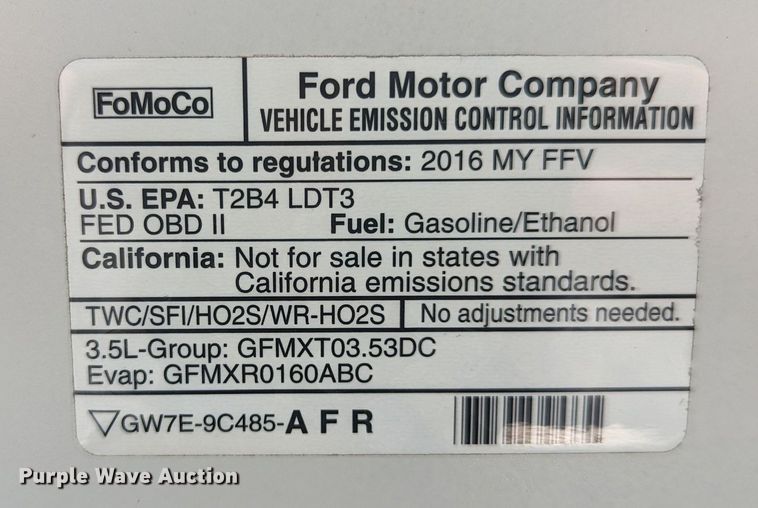 FoMoCo
Ford Motor Company
VEHICLE EMISSION CONTROL INFORMATION
Conforms to regulations: 2016 MY FFV
U.S. EPA: T2B4 LDT3
FED OBD II Fuel: Gasoline/Ethanol
California: Not for sale in states with
California emissions standards.
TWC/SFI/HO2S/WR-HO2S No adjustments needed.
3.5L-Group: GFMXT03.53DC
Evap: GFMXR0160ABC
GW7E-9C485-A F R
Purple Wave Auction